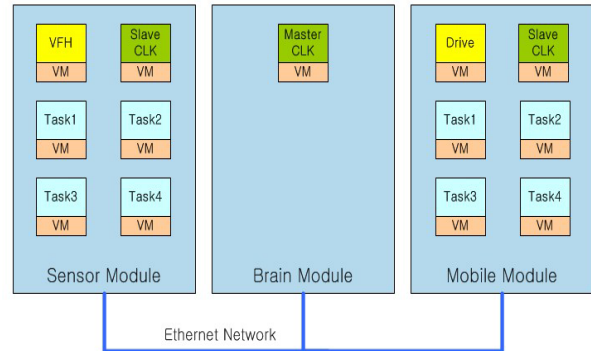 VFH
VM
Slave
CLK
VM
Task1
VM
Task2
VM
Task3
VM
Task4
VM
Sensor Module
Master
CLK
VM
Brain Module
Drive
VM
Slave
CLK
VM
Task1
VM
Task2
VM
Task3
VM
Task4
VM
Mobile Module
Ethernet Network